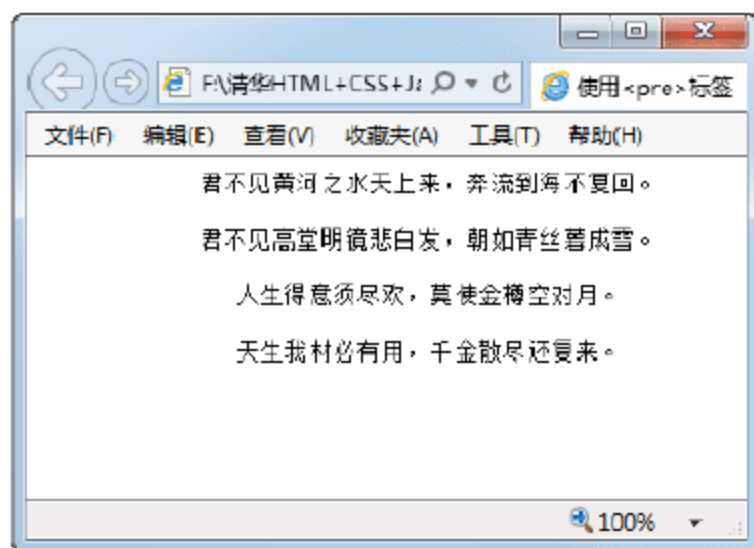 F:\清华HTML+CSS+Ja
使用<pre>标签
文件(F) 编辑(E) 查看(V) 收藏夹(A) 工具(T) 帮助(H)
君不见黄河之水天上来，奔流到海不复回。
君不见高堂明镜悲白发，朝如青丝暮成雪。
人生得意须尽欢，莫使金樽空对月。
天生我材必有用，千金散尽还复来。
100%